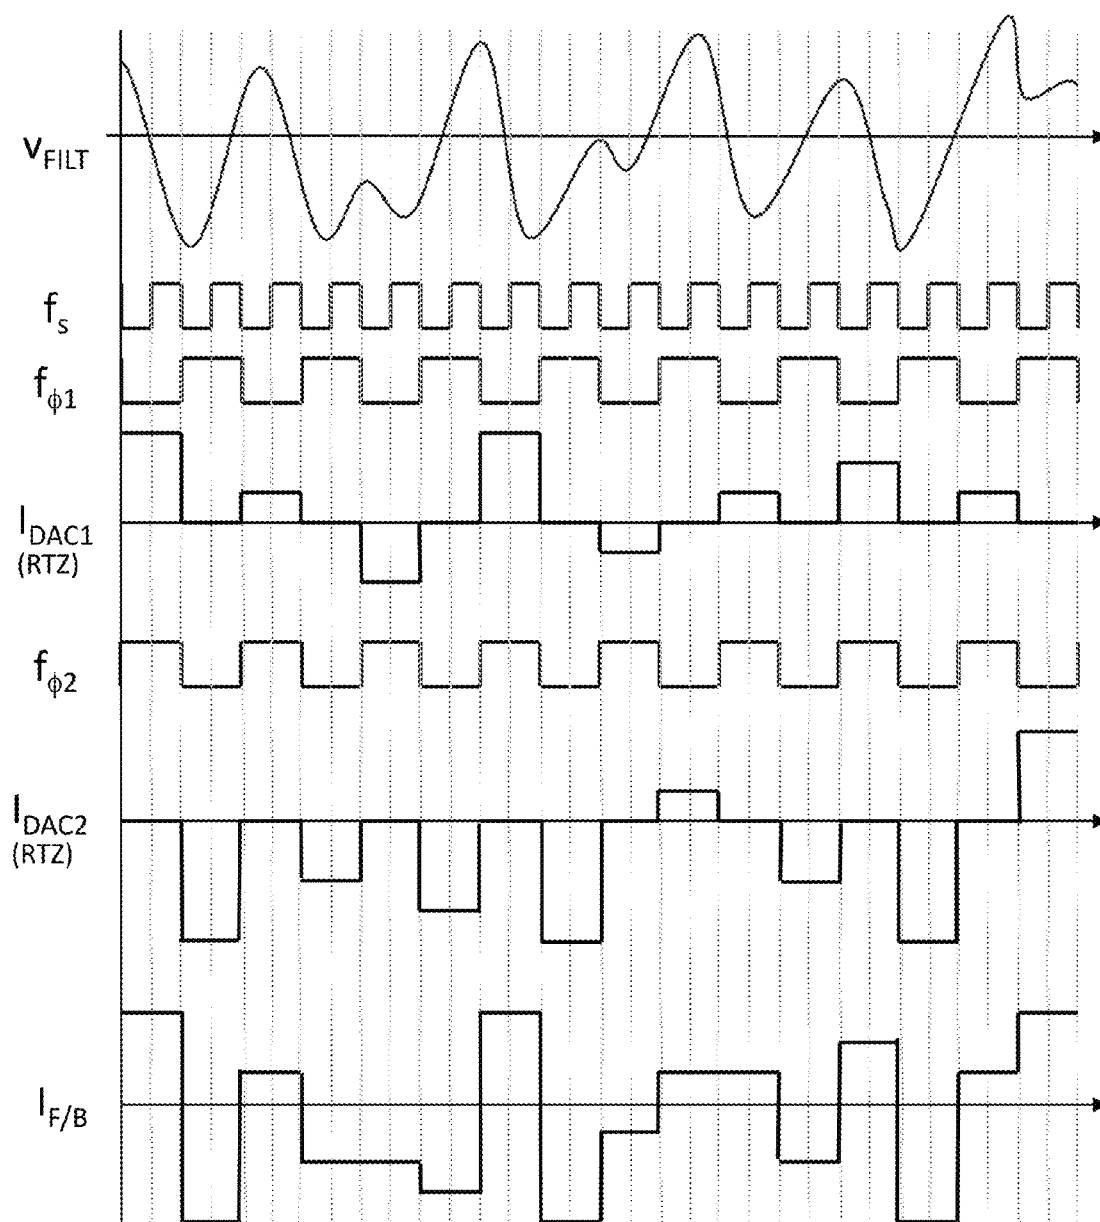 vFILT
fs
fϕ1
IDAC1
(RTZ)
fϕ2
IDAC2
(RTZ)
IF/B